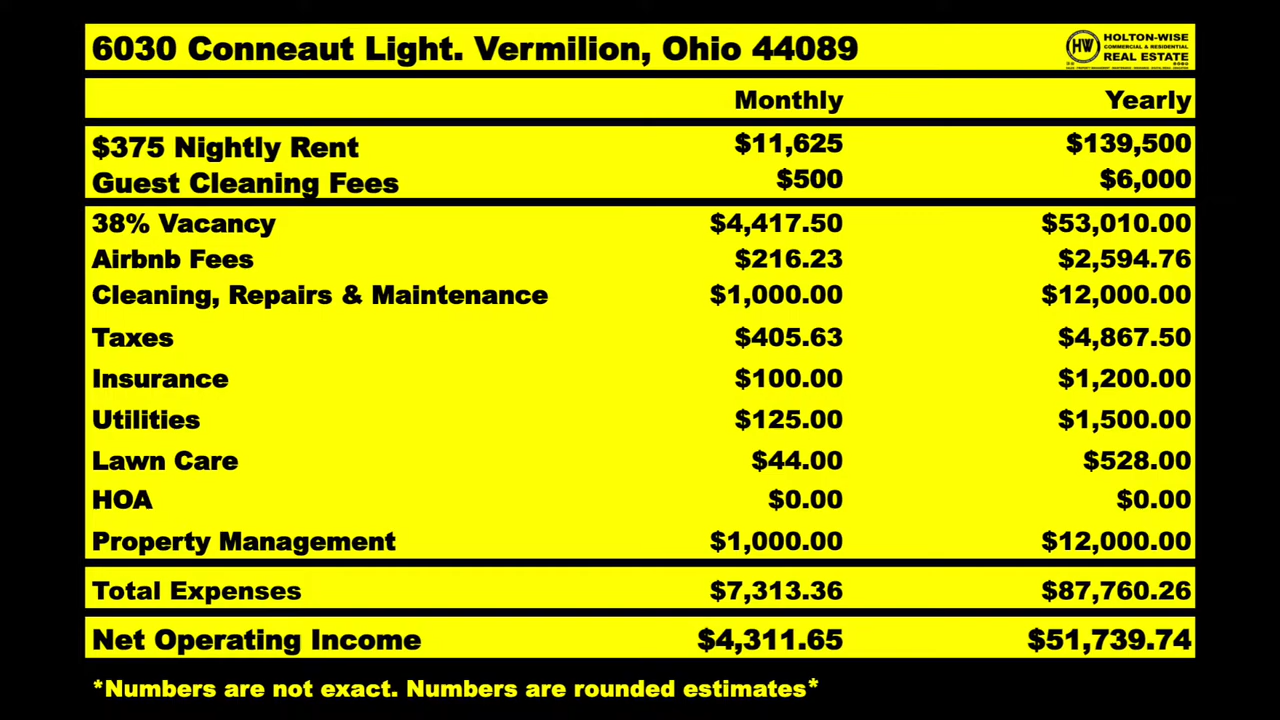 6030 Conneaut Light. Vermilion, Ohio 44089
HW HOLTON-WISE
COMMERCIAL & RESIDENTIAL
REAL ESTATE
Monthly Yearly
$375 Nightly Rent $11,625 $139,500
Guest Cleaning Fees $500 $6,000
38% Vacancy $4,417.50 $53,010.00
Airbnb Fees $216.23 $2,594.76
Cleaning, Repairs & Maintenance $1,000.00 $12,000.00
Taxes $405.63 $4,867.50
Insurance $100.00 $1,200.00
Utilities $125.00 $1,500.00
Lawn Care $44.00 $528.00
HOA $0.00 $0.00
Property Management $1,000.00 $12,000.00
Total Expenses $7,313.36 $87,760.26
Net Operating Income $4,311.65 $51,739.74
*Numbers are not exact. Numbers are rounded estimates*